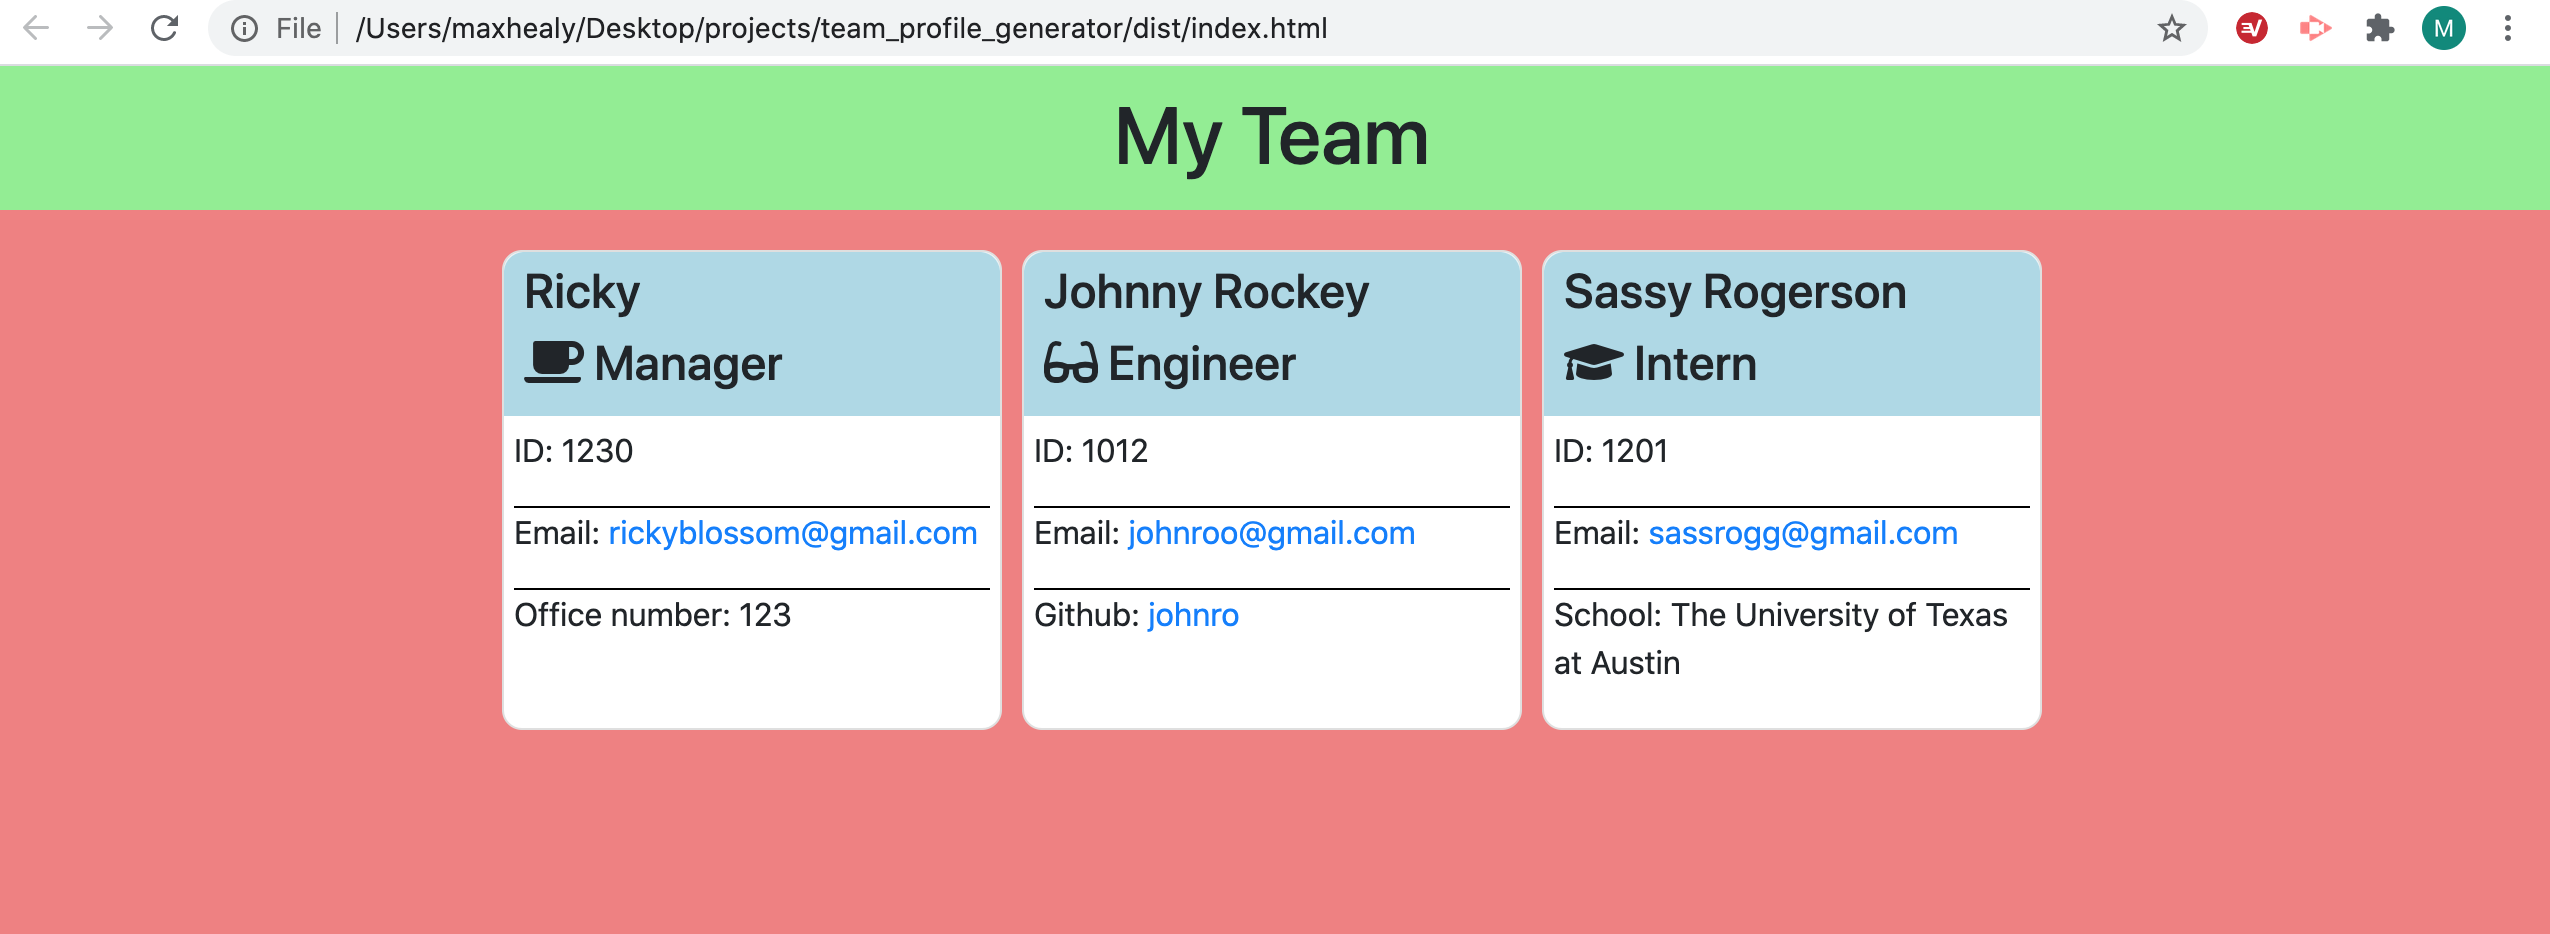 File /Users/maxhealy/Desktop/projects/team_profile_generator/dist/index.html
M
My Team
Ricky
Manager
ID: 1230
Email: rickyblossom@gmail.com
Office number: 123
Johnny Rockey
Engineer
ID: 1012
Email: johnroo@gmail.com
Github: johnro
Sassy Rogerson
Intern
ID: 1201
Email: sassrogg@gmail.com
School: The University of Texas
at Austin